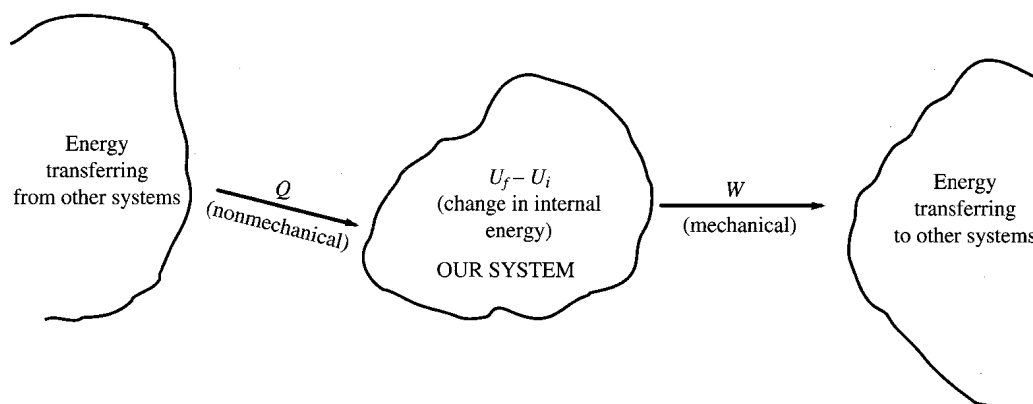 Energy
transferring
from other systems
Q
(nonmechanical)
U_f – U_i
(change in internal
energy)
OUR SYSTEM
W
(mechanical)
Energy
transferring
to other systems